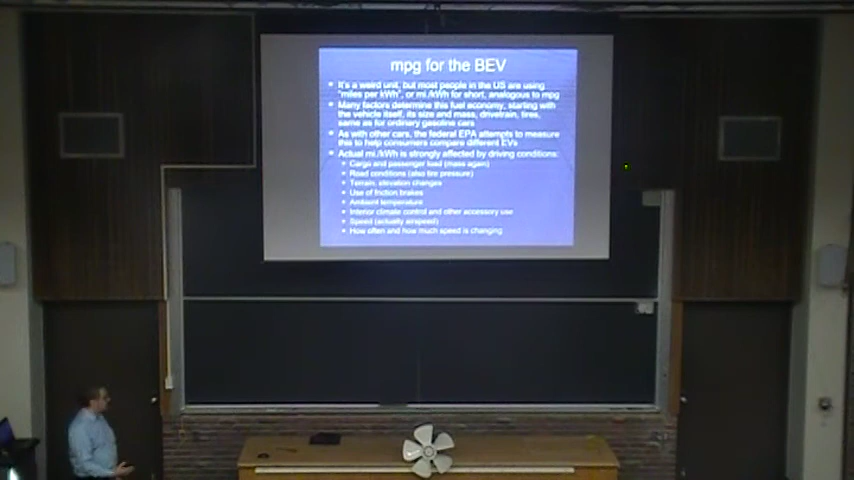 mpg for the BEV
It's a weird unit, but most people in the US are using
"miles per kWh", or mi./kWh for short, analogous to mpg
Many factors determine this fuel economy, starting with
the vehicle itself, its size and mass, drivetrain, tires,
same as for ordinary gasoline cars
As with other cars, the federal EPA attempts to measure
this to help consumers compare different EVs
Actual mi./kWh is strongly affected by driving conditions:
Cargo and passenger load (mass again)
Road conditions (also tire pressure)
Terrain: elevation changes
Use of friction brakes
Ambient temperature
Interior climate control and other accessory use
Speed (actually airspeed)
How often and how much speed is changing